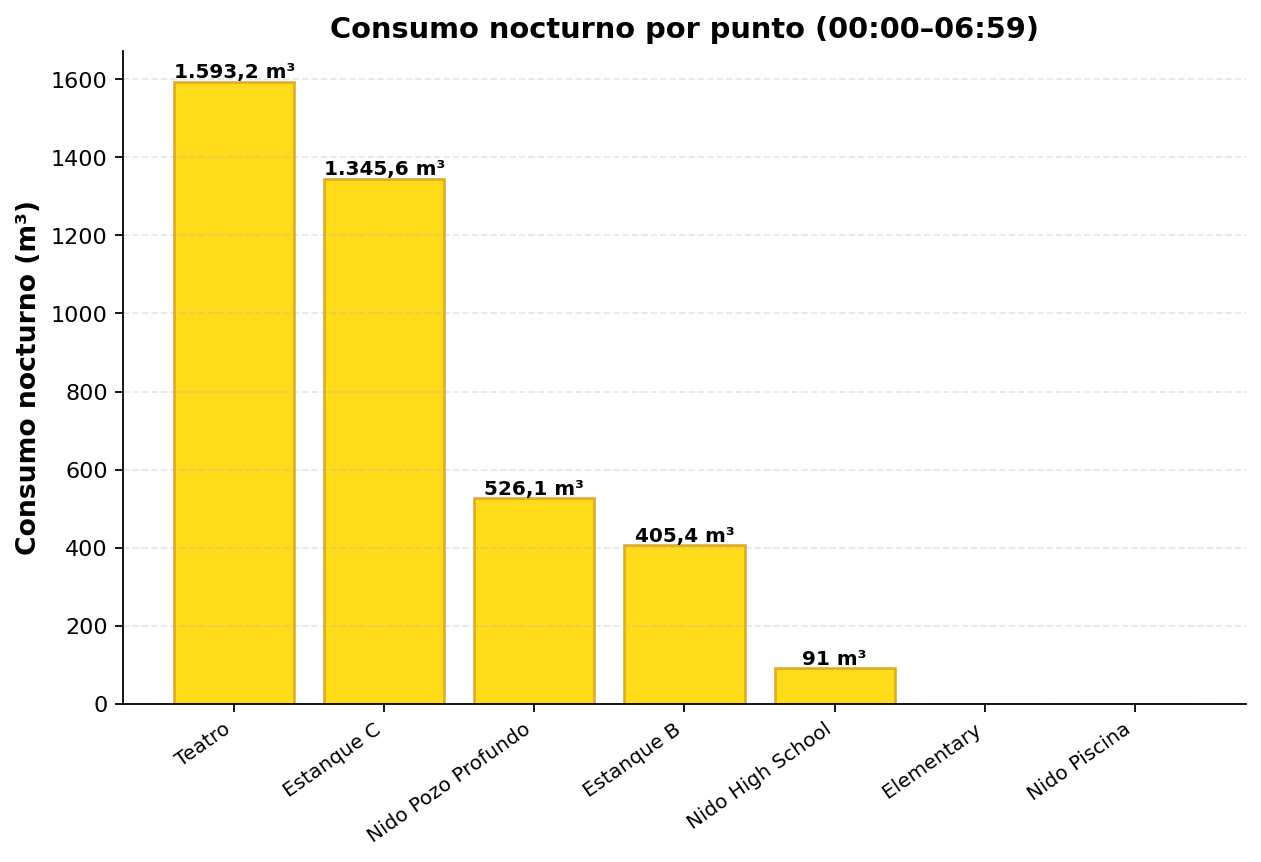 Consumo nocturno por punto (00:00–06:59)
Consumo nocturno (m³)
1600
1400
1200
1000
800
600
400
200
0
1.593,2 m³
1.345,6 m³
526,1 m³
405,4 m³
91 m³
Teatro
Estanque C
Nido Pozo Profundo
Estanque B
Nido High School
Elementary
Nido Piscina